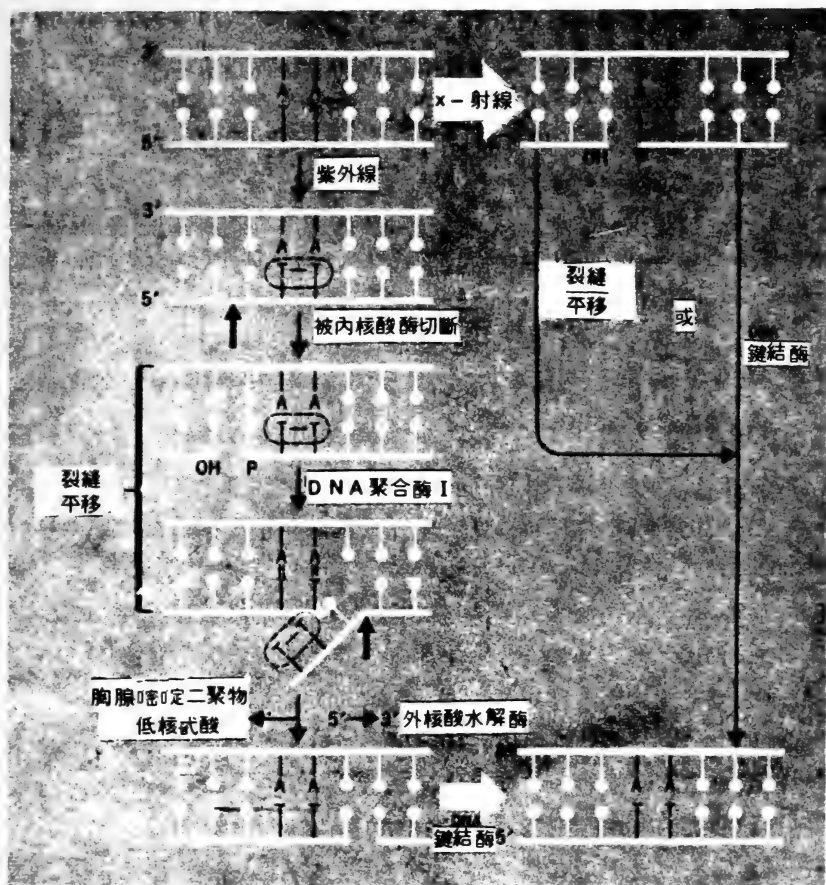 3'
x-射線
5'
紫外線
3'
5'
裂縫
平移
或
被內核酸酶切斷
DNA
鍵結酶
OH P
裂縫
平移
DNA聚合酶 I
胸腺嘧啶二聚物
低核甙酸
5'→3'外核酸水解酶
DNA
鍵結酶
5'